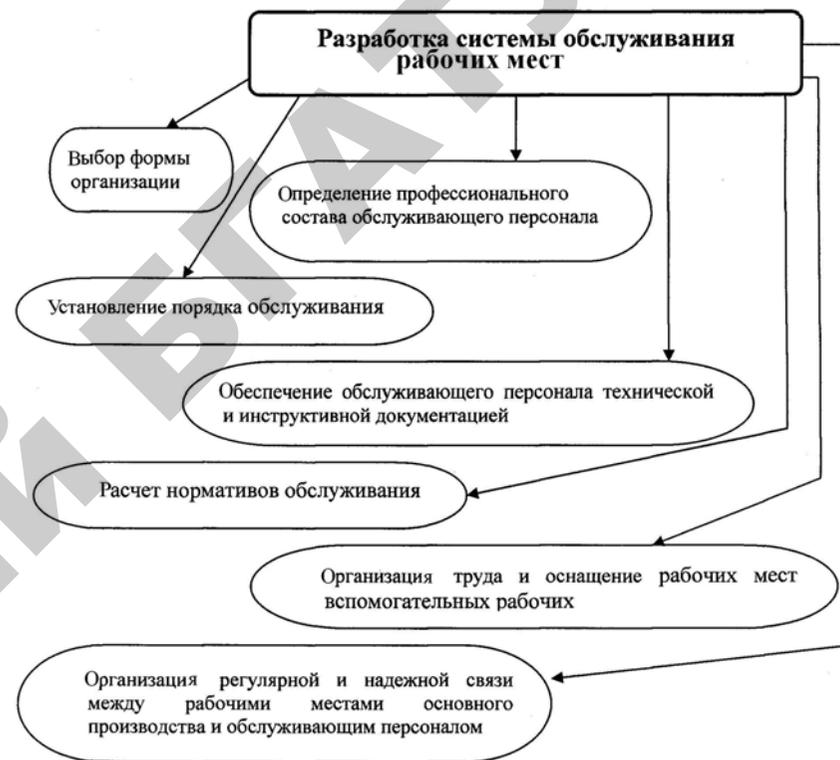 Разработка системы обслуживания
рабочих мест
Выбор формы
организации
Определение профессионального
состава обслуживающего персонала
Установление порядка обслуживания
Обеспечение обслуживающего персонала технической
и инструктивной документацией
Расчет нормативов обслуживания
Организация труда и оснащение рабочих мест
вспомогательных рабочих
Организация регулярной и надежной связи
между рабочими местами основного
производства и обслуживающим персоналом